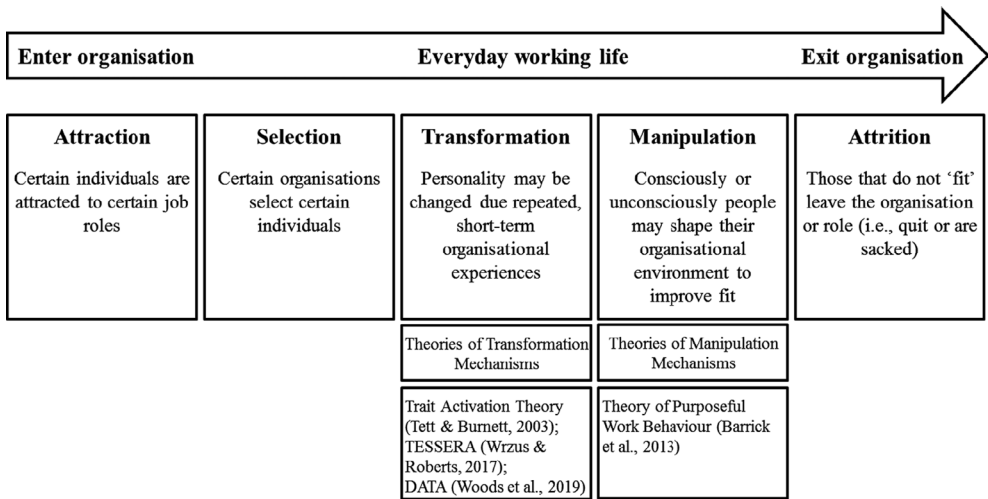 Enter organisation
Everyday working life
Exit organisation
Attraction
Certain individuals are
attracted to certain job
roles
Selection
Certain organisations
select certain
individuals
Transformation
Personality may be
changed due repeated,
short-term
organisational
experiences
Manipulation
Consciously or
unconsciously people
may shape their
organisational
environment to
improve fit
Attrition
Those that do not ‘fit’
leave the organisation
or role (i.e., quit or are
sacked)
Theories of Transformation
Mechanisms
Theories of Manipulation
Mechanisms
Trait Activation Theory
(Tett & Burnett, 2003);
TESSERA (Wrzus &
Roberts, 2017);
DATA (Woods et al., 2019)
Theory of Purposeful
Work Behaviour (Barrick
et al., 2013)